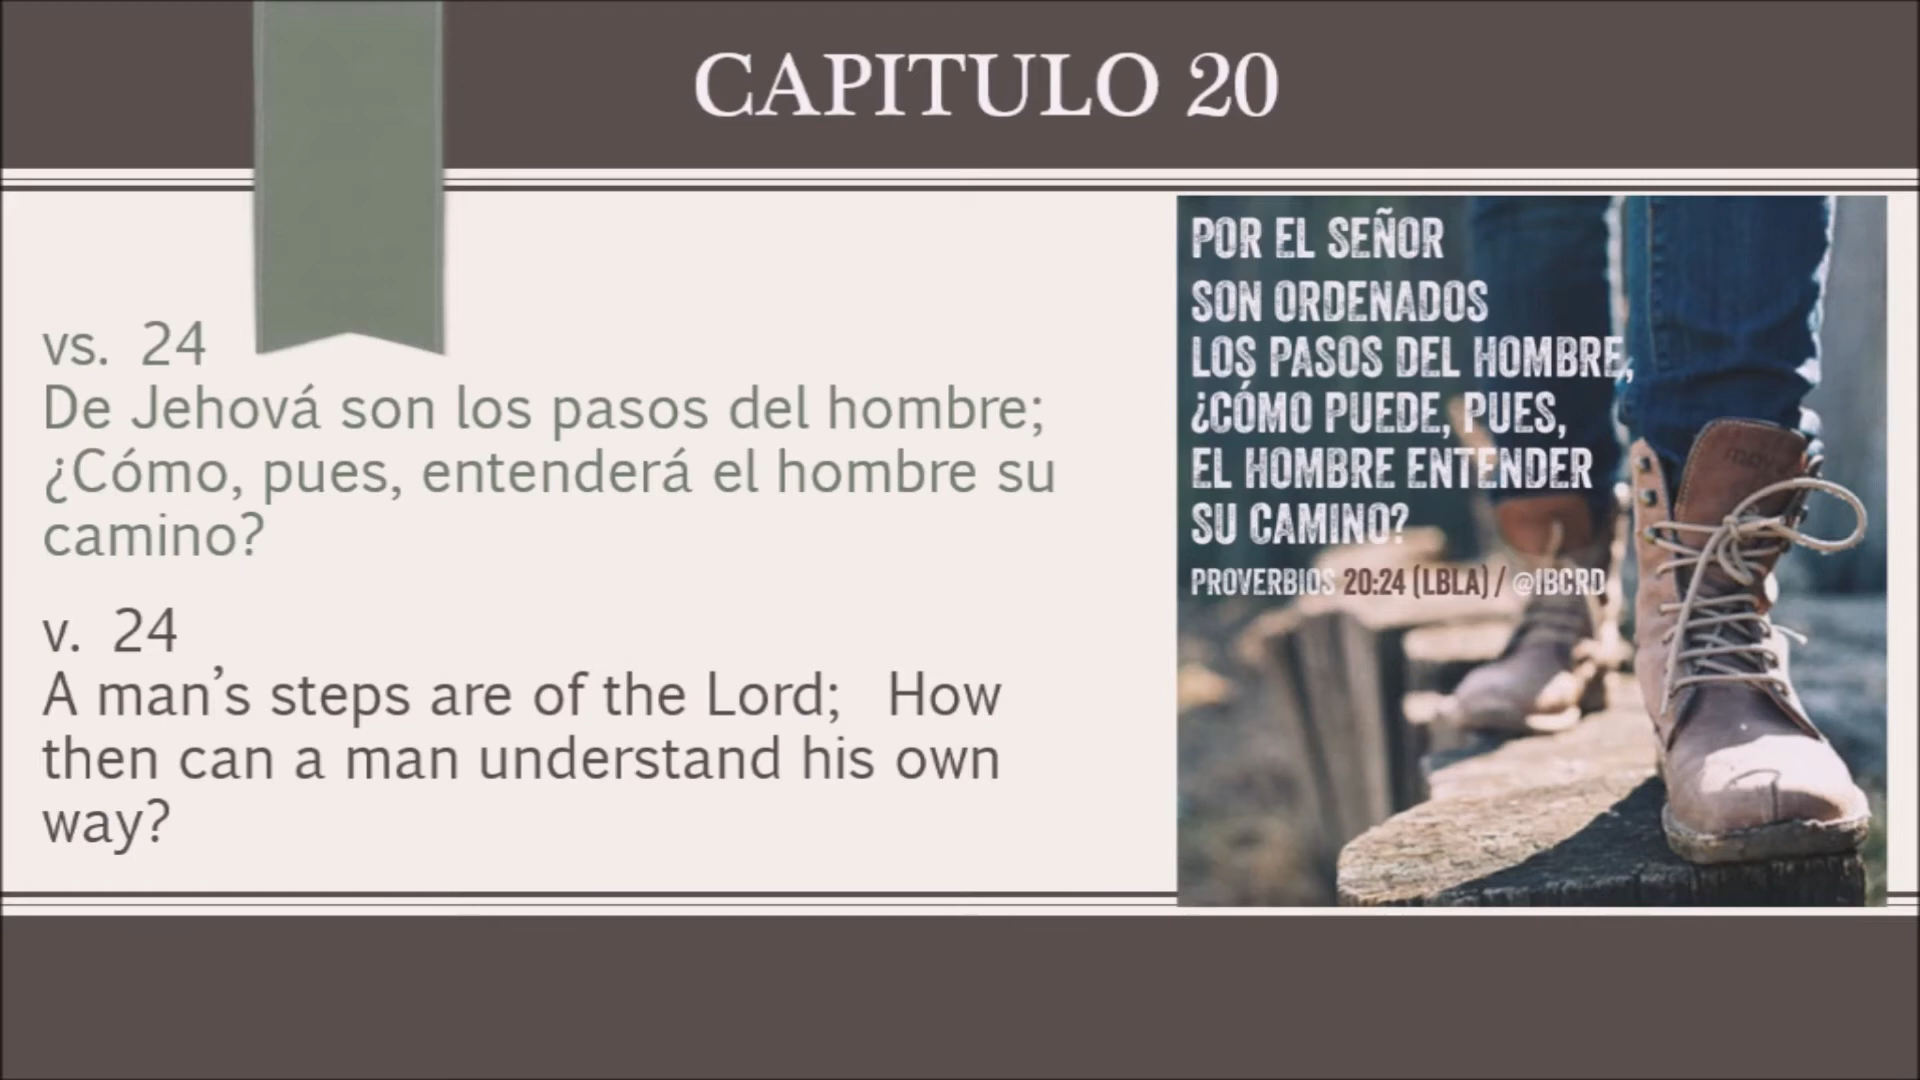 CAPITULO 20
vs. 24
De Jehová son los pasos del hombre;
¿Cómo, pues, entenderá el hombre su
camino?
v. 24
A man’s steps are of the Lord; How
then can a man understand his own
way?
POR EL SEÑOR
SON ORDENADOS
LOS PASOS DEL HOMBRE,
¿CÓMO PUEDE, PUES,
EL HOMBRE ENTENDER
SU CAMINO?
PROVERBIOS 20:24 (LBLA) / @IBCRD